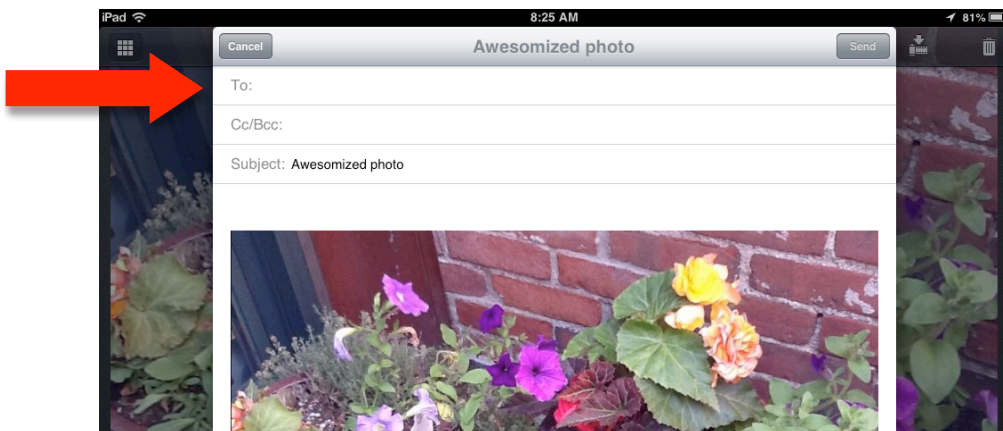 iPad 8:25 AM 81%
Cancel Awesomized photo Send
To:
Cc/Bcc:
Subject: Awesomized photo